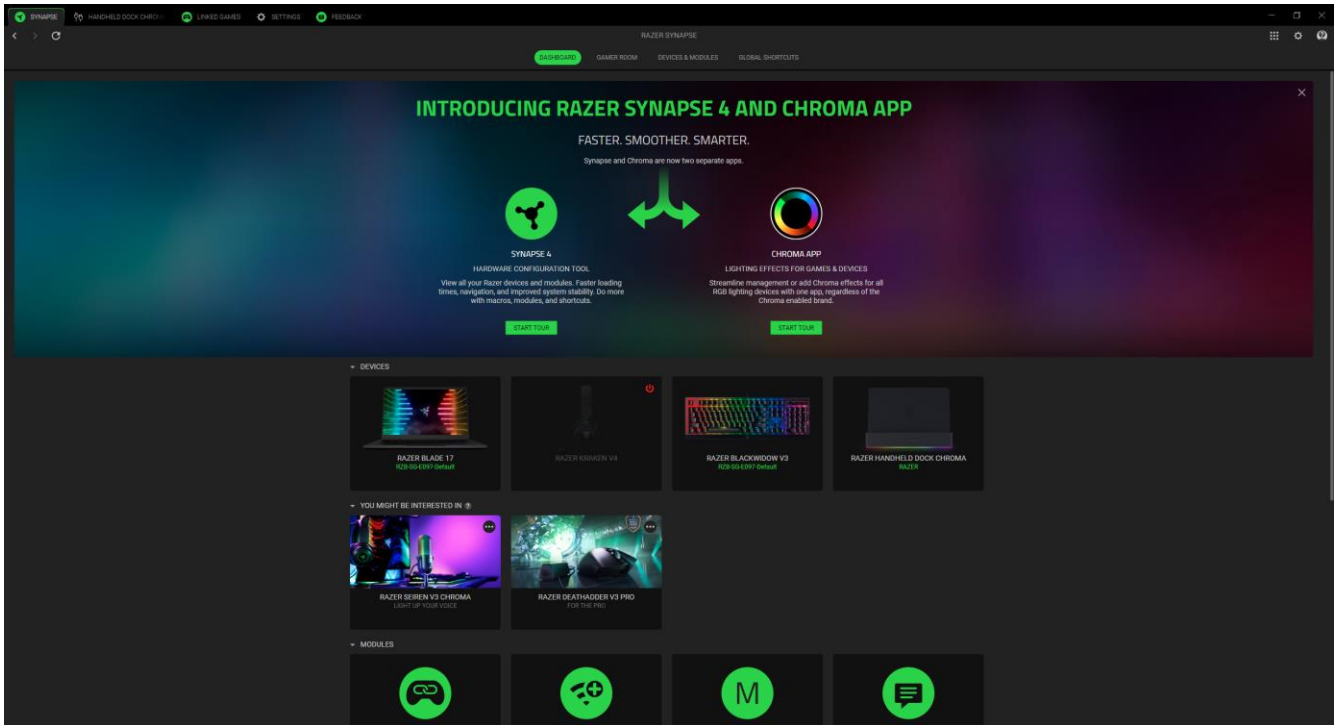 SYNAPSE
HANDHELD DOCK CHRO
LINKED GAMES
SETTINGS
FEEDBACK
RAZER SYNAPSE
DASHBOARD
GAMER ROOM
DEVICES & MODULES
GLOBAL SHORTCUTS
INTRODUCING RAZER SYNAPSE 4 AND CHROMA APP
FASTER. SMOOTHER. SMARTER.
Synapse and Chroma are now two separate apps.
SYNAPSE 4
HARDWARE CONFIGURATION TOOL
View all your Razer devices and modules. Faster loading
times, navigation, and improved system stability. Do more
with macros, modules, and shortcuts.
START TOUR
CHROMA APP
LIGHTING EFFECTS FOR GAMES & DEVICES
Streamline management or add Chroma effects for all
RGB lighting devices with one app, regardless of the
Chroma enabled brand.
START TOUR
DEVICES
RAZER BLADE 17
RZB-SG-E097-Default
RAZER KRAKEN V4
RAZER BLACKWIDOW V3
RZB-SG-E097-Default
RAZER HANDHELD DOCK CHROMA
RAZER
YOU MIGHT BE INTERESTED IN ?
RAZER SEIREN V3 CHROMA
LIGHT UP YOUR VOICE
RAZER DEATHADDER V3 PRO
FOR THE PRO
MODULES
M